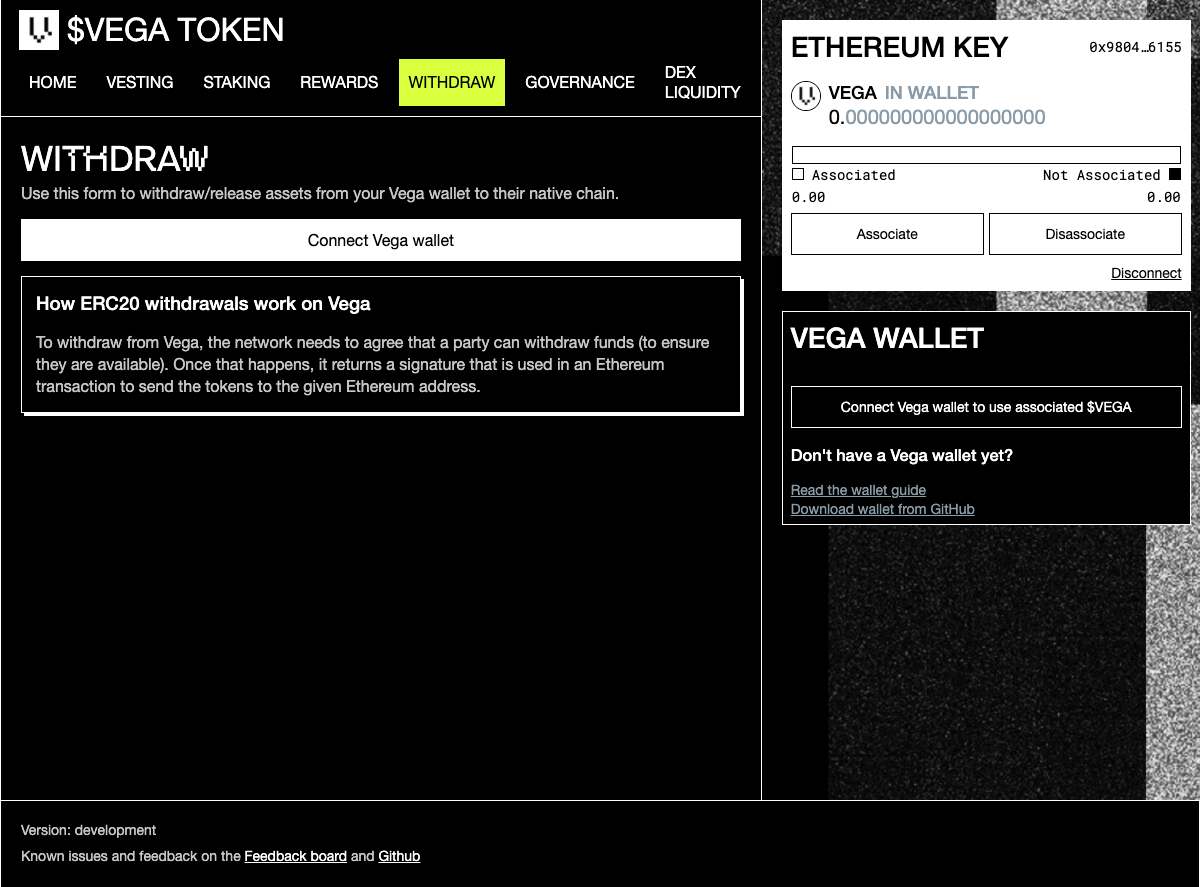 $VEGA TOKEN
HOME VESTING STAKING REWARDS WITHDRAW GOVERNANCE DEX LIQUIDITY
WITHDRAW
Use this form to withdraw/release assets from your Vega wallet to their native chain.
Connect Vega wallet
How ERC20 withdrawals work on Vega
To withdraw from Vega, the network needs to agree that a party can withdraw funds (to ensure
they are available). Once that happens, it returns a signature that is used in an Ethereum
transaction to send the tokens to the given Ethereum address.
ETHEREUM KEY 0x9804…6155
VEGA IN WALLET
0.000000000000000000
Associated Not Associated
0.00 0.00
Associate Disassociate
Disconnect
VEGA WALLET
Connect Vega wallet to use associated $VEGA
Don't have a Vega wallet yet?
Read the wallet guide
Download wallet from GitHub
Version: development
Known issues and feedback on the Feedback board and Github